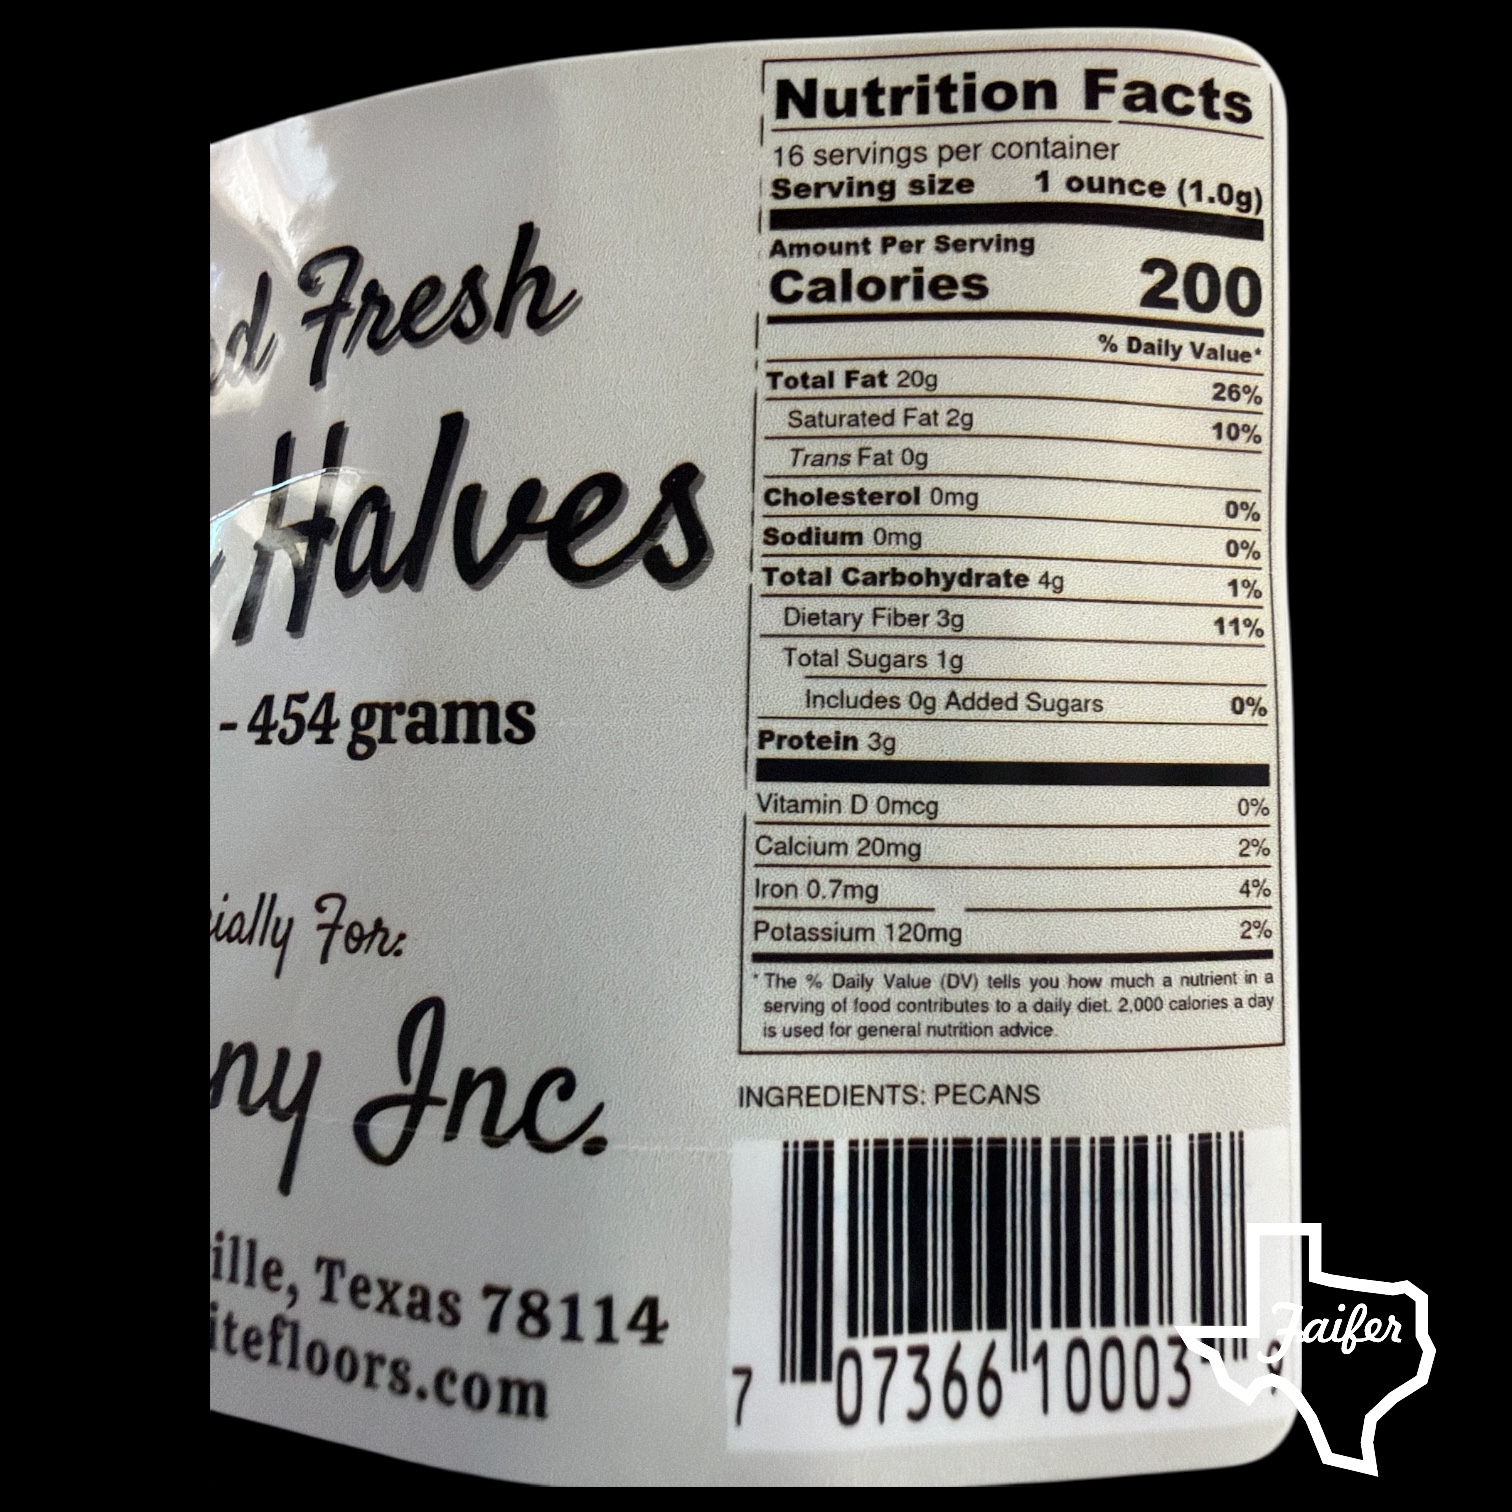 Fresh
Halves
- 454 grams
For:
Inc.
Texas 78114
Nutrition Facts
16 servings per container
Serving size 1 ounce (1.0g)
Amount Per Serving
Calories 200
% Daily Value*
Total Fat 20g 26%
Saturated Fat 2g 10%
Trans Fat 0g
Cholesterol 0mg 0%
Sodium 0mg 0%
Total Carbohydrate 4g 1%
Dietary Fiber 3g 11%
Total Sugars 1g
Includes 0g Added Sugars 0%
Protein 3g
Vitamin D 0mcg 0%
Calcium 20mg 2%
Iron 0.7mg 4%
Potassium 120mg 2%
* The % Daily Value (DV) tells you how much a nutrient in a
serving of food contributes to a daily diet. 2,000 calories a day
is used for general nutrition advice.
INGREDIENTS: PECANS
7 07366 10003
Faifer